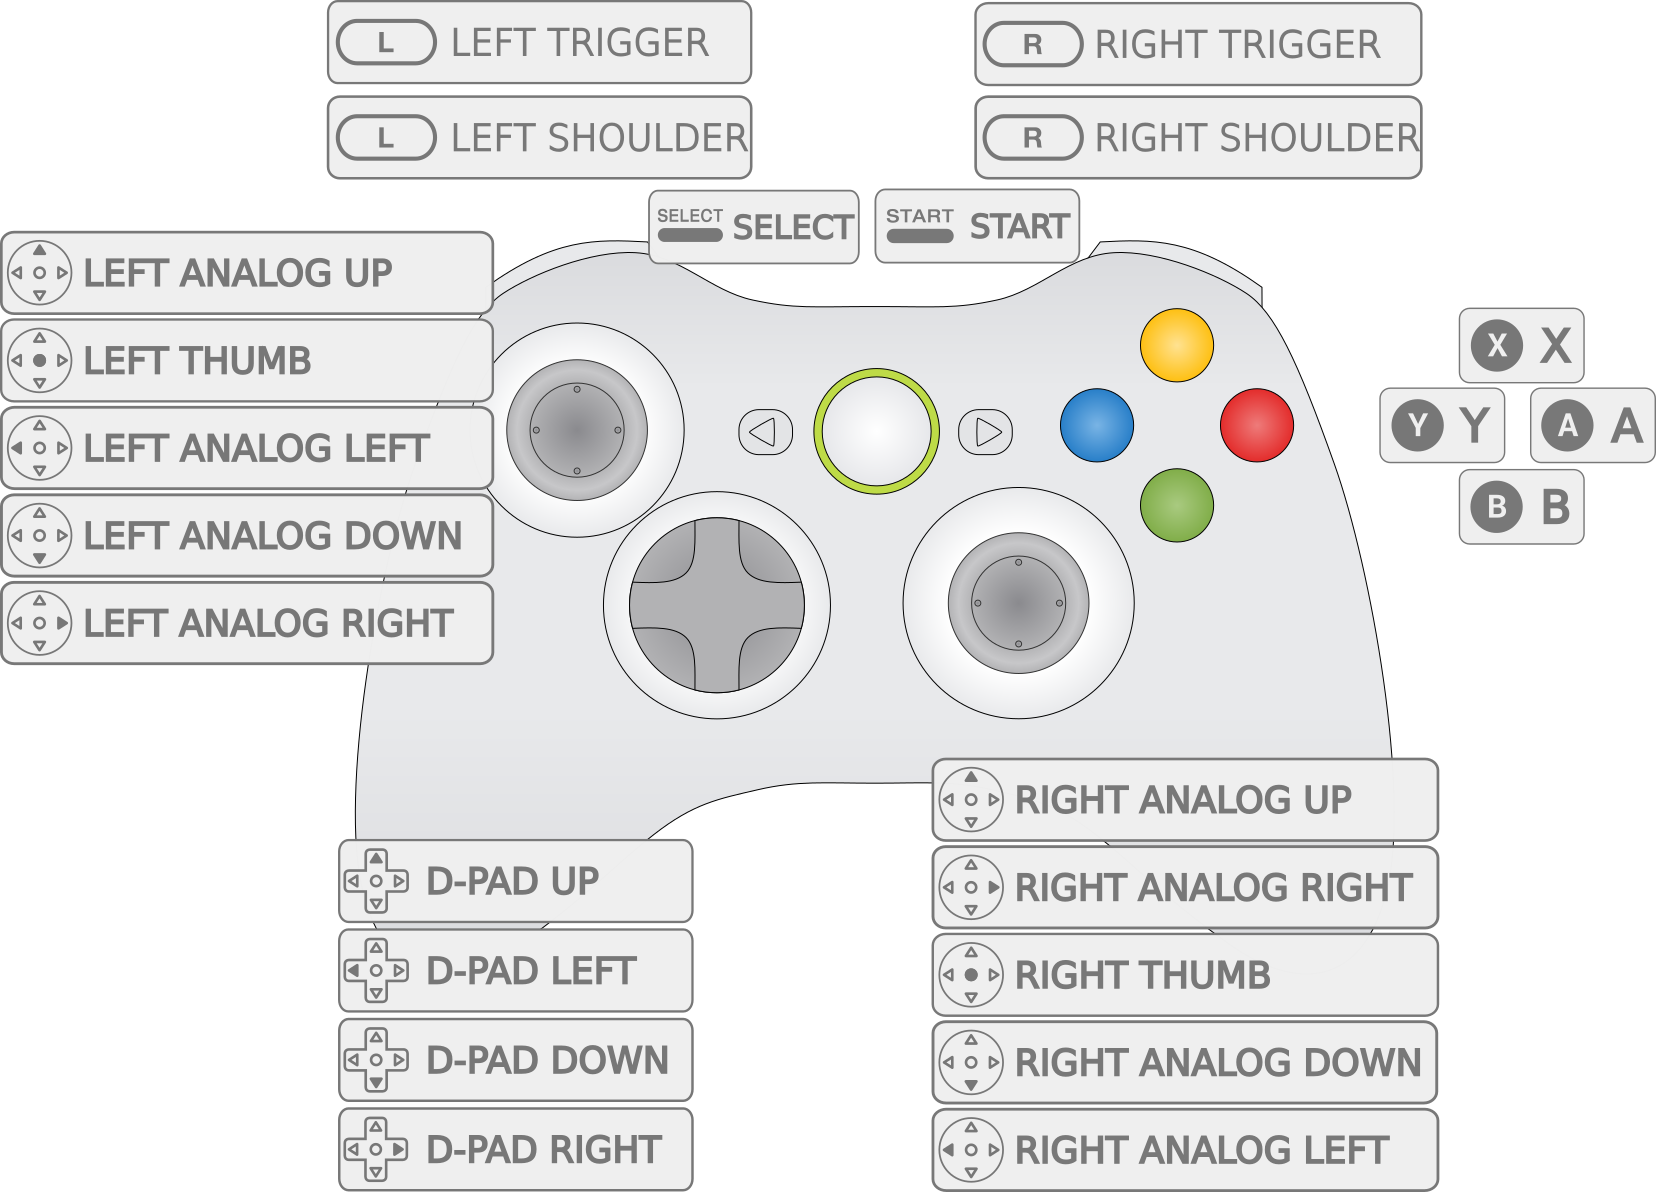 L LEFT TRIGGER
R RIGHT TRIGGER
L LEFT SHOULDER
R RIGHT SHOULDER
SELECT SELECT
START START
LEFT ANALOG UP
LEFT THUMB
LEFT ANALOG LEFT
LEFT ANALOG DOWN
LEFT ANALOG RIGHT
X X
Y Y
A A
B B
D-PAD UP
D-PAD LEFT
D-PAD DOWN
D-PAD RIGHT
RIGHT ANALOG UP
RIGHT ANALOG RIGHT
RIGHT THUMB
RIGHT ANALOG DOWN
RIGHT ANALOG LEFT